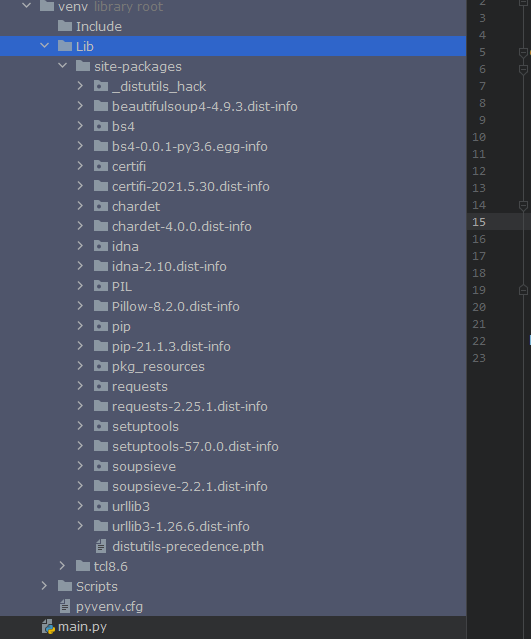 venv library root
Include
Lib
site-packages
_distutils_hack
beautifulsoup4-4.9.3.dist-info
bs4
bs4-0.0.1-py3.6.egg-info
certifi
certifi-2021.5.30.dist-info
chardet
chardet-4.0.0.dist-info
idna
idna-2.10.dist-info
PIL
Pillow-8.2.0.dist-info
pip
pip-21.1.3.dist-info
pkg_resources
requests
requests-2.25.1.dist-info
setuptools
setuptools-57.0.0.dist-info
soupsieve
soupsieve-2.2.1.dist-info
urllib3
urllib3-1.26.6.dist-info
distutils-precedence.pth
tcl8.6
Scripts
pyvenv.cfg
main.py
2
3
4
5
6
7
8
9
10
11
12
13
14
15
16
17
18
19
20
21
22
23